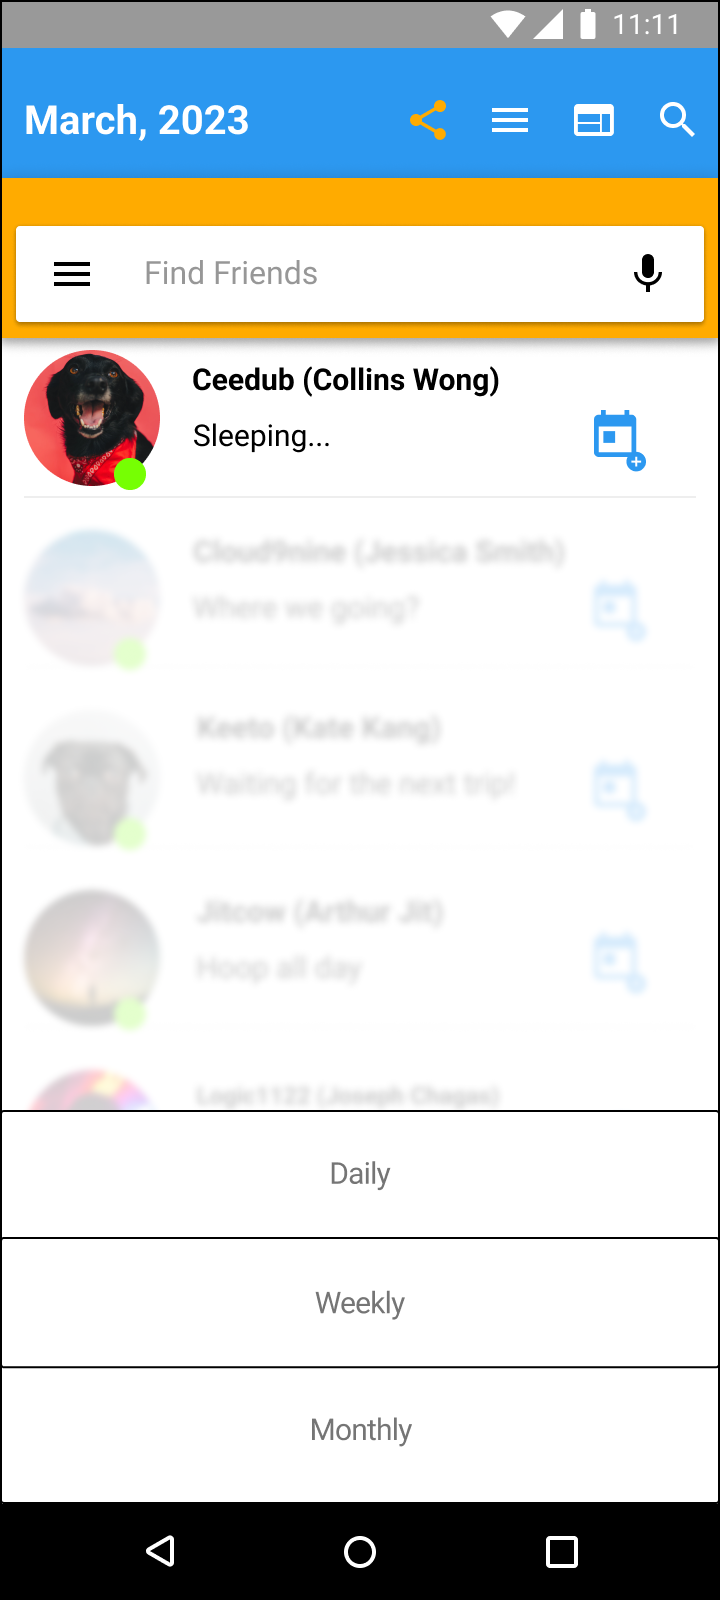 11:11
March, 2023
Find Friends
Ceedub (Collins Wong)
Sleeping...
Cloud9nine (Jessica Smith)
Where we going?
Keeto (Kate Kang)
Waiting for the next trip!
Jitcow (Arthur Jit)
Hoop all day
Logic1122 (Joseph Chagas)
Daily
Weekly
Monthly